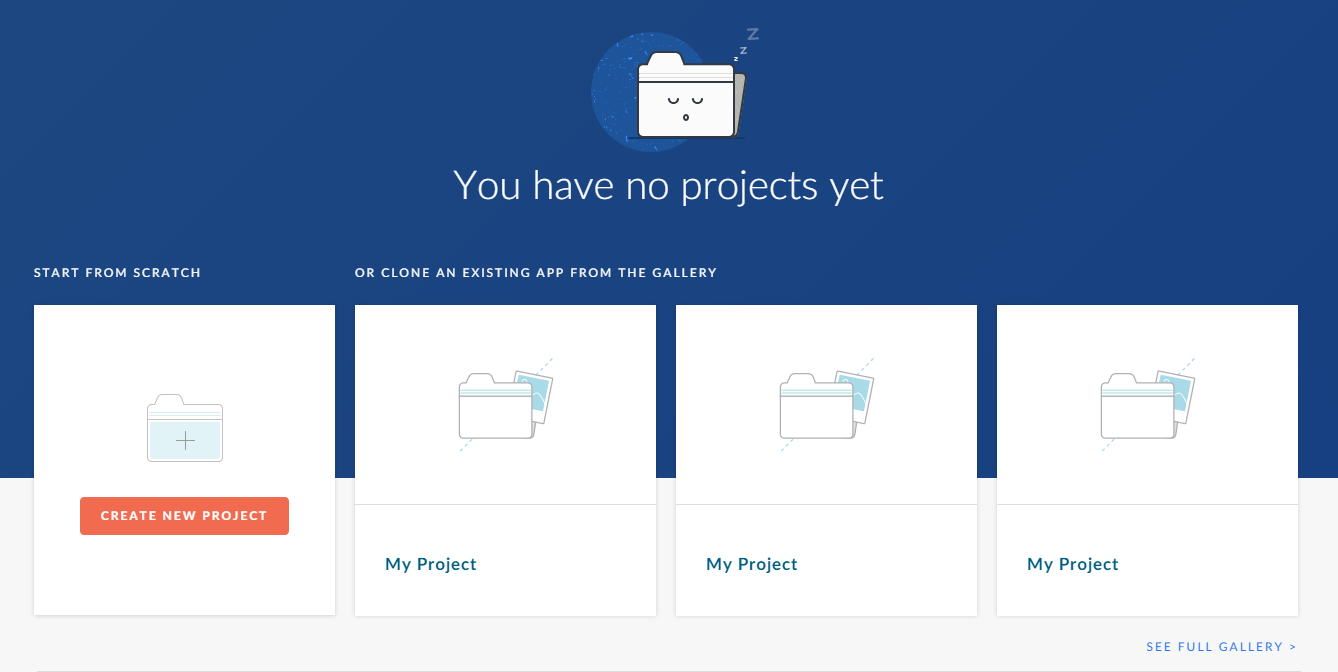 z
z
z
You have no projects yet
START FROM SCRATCH
OR CLONE AN EXISTING APP FROM THE GALLERY
CREATE NEW PROJECT
My Project
My Project
My Project
SEE FULL GALLERY >